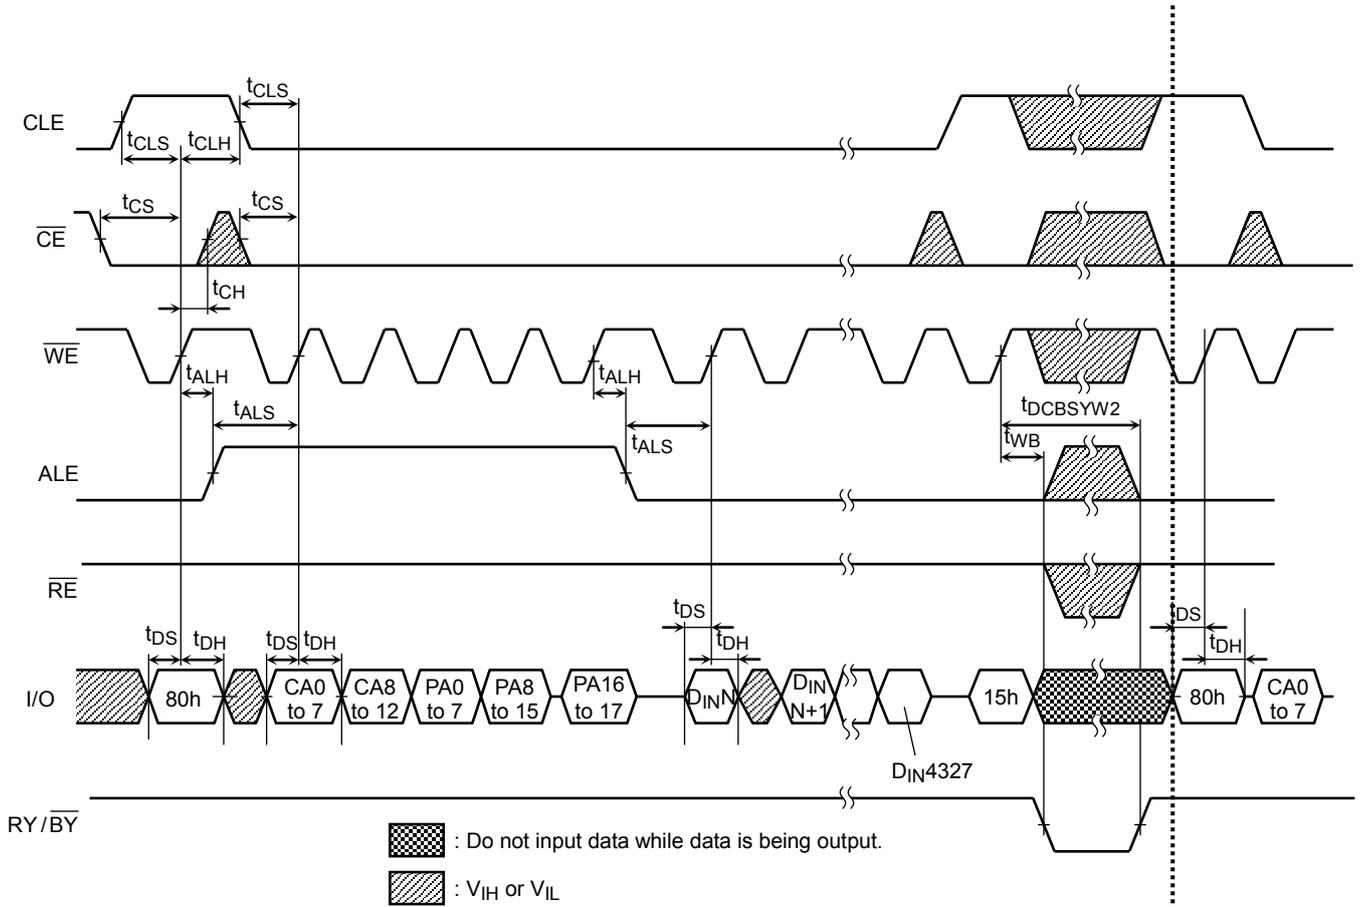 tCLS
CLE
tCLS
tCLH
tCS
tCS
CE
tCH
WE
tALH
tALH
tALS
tDCBSYW2
tALS
tWB
ALE
RE
tDS
tDS
tDS
tDH
tDS
tDH
tDH
tDH
I/O
80h
CA0
to 7
CA8
to 12
PA0
to 7
PA8
to 15
PA16
to 17
DINN
DIN
N+1
15h
80h
CA0
to 7
DIN4327
RY/BY
: Do not input data while data is being output.
: VIH or VIL